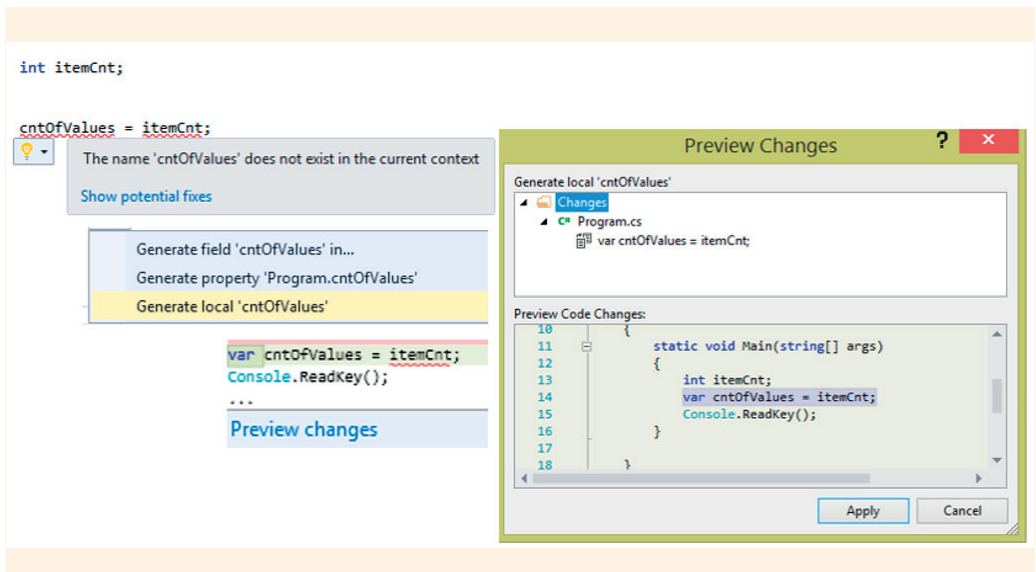 int itemCnt;
cntOfValues = itemCnt;
The name 'cntOfValues' does not exist in the current context
Show potential fixes
Generate field 'cntOfValues' in...
Generate property 'Program.cntOfValues'
Generate local 'cntOfValues'
var cntOfValues = itemCnt;
Console.ReadKey();
...
Preview changes
Preview Changes
? ×
Generate local 'cntOfValues'
Changes
C# Program.cs
var cntOfValues = itemCnt;
Preview Code Changes:
10 {
11 static void Main(string[] args)
12 {
13 int itemCnt;
14 var cntOfValues = itemCnt;
15 Console.ReadKey();
16 }
17
18 }
Apply Cancel